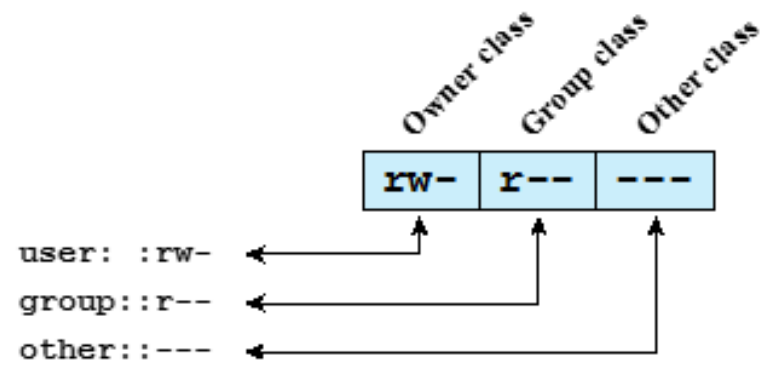 Owner class
Group class
Other class
rw- r-- ---
user: :rw-
group::r--
other::---